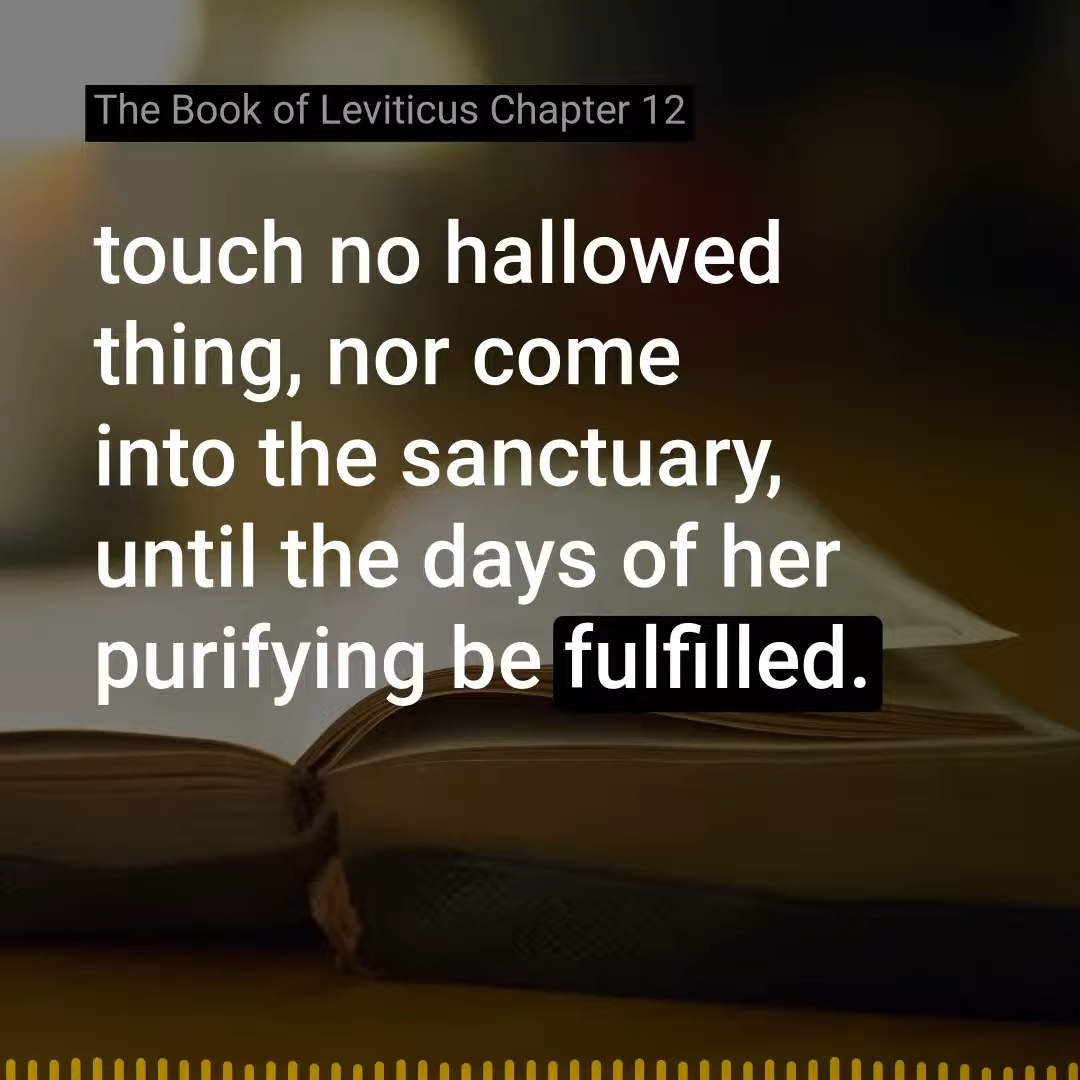 The Book of Leviticus Chapter 12
touch no hallowed
thing, nor come
into the sanctuary,
until the days of her
purifying be fulfilled.